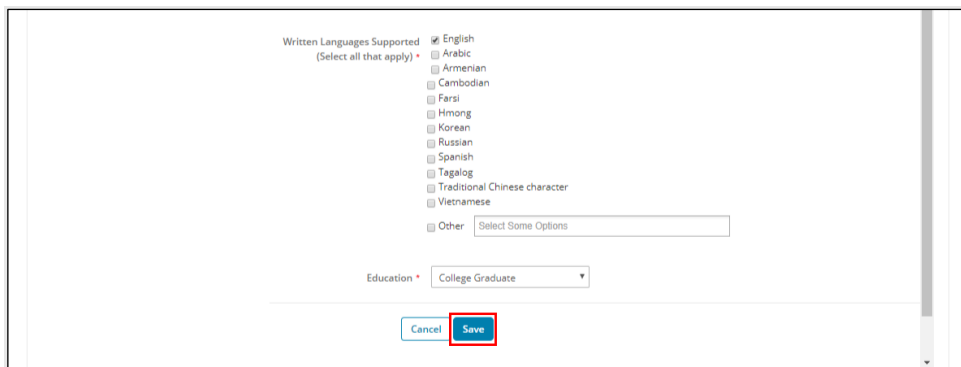 Written Languages Supported
(Select all that apply) *
English
Arabic
Armenian
Cambodian
Farsi
Hmong
Korean
Russian
Spanish
Tagalog
Traditional Chinese character
Vietnamese
Other Select Some Options
Education * College Graduate
Cancel Save